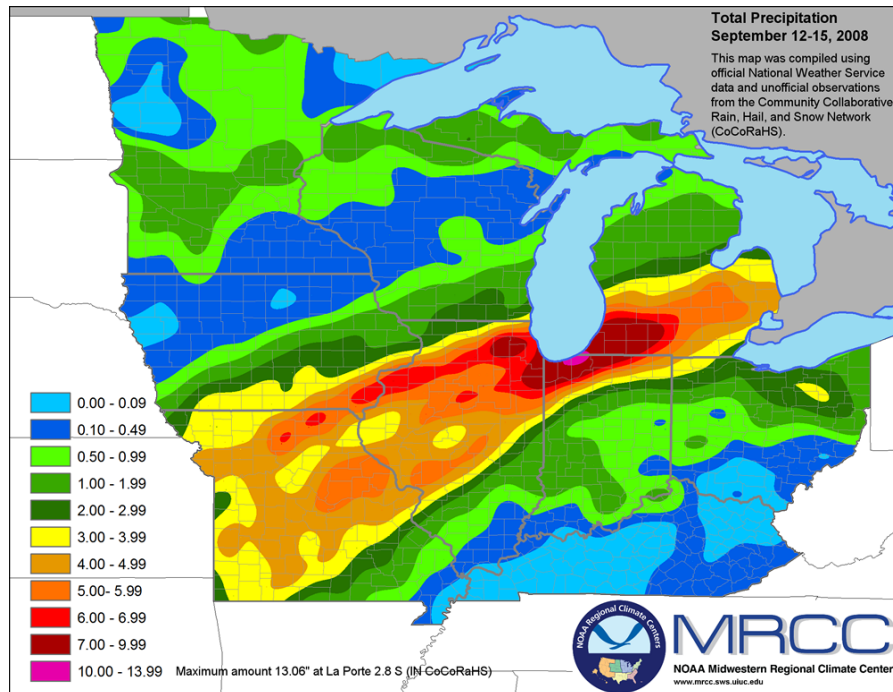 Total Precipitation
September 12-15, 2008
This map was compiled using
official National Weather Service
data and unofficial observations
from the Community Collaborative
Rain, Hail, and Snow Network
(CoCoRaHS).
0.00 - 0.09
0.10 - 0.49
0.50 - 0.99
1.00 - 1.99
2.00 - 2.99
3.00 - 3.99
4.00 - 4.99
5.00- 5.99
6.00 - 6.99
7.00 - 9.99
10.00 - 13.99
Maximum amount 13.06" at La Porte 2.8 S (IN CoCoRaHS)
NOAA Regional Climate Centers
MRCC
NOAA Midwestern Regional Climate Center
www.mrcc.sws.uiuc.edu